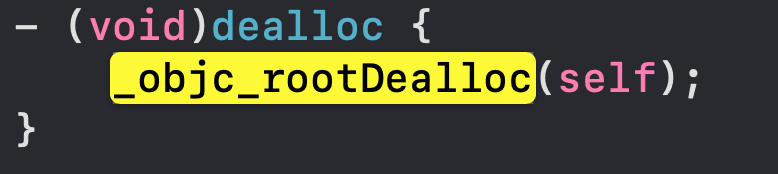 - (void)dealloc {
    _objc_rootDealloc(self);
}